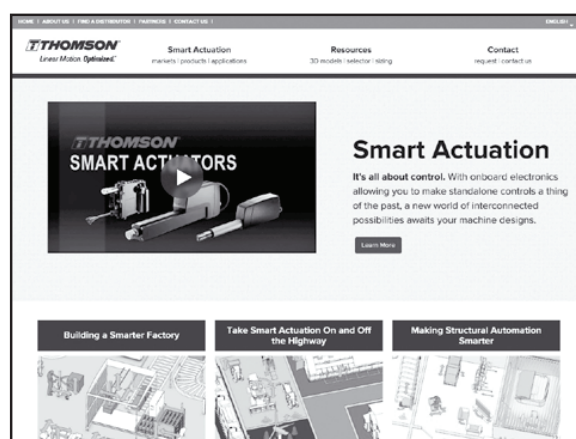 HOME | ABOUT US | FIND A DISTRIBUTOR | PARTNERS | CONTACT US |
ENGLISH
THOMSON
Linear Motion. Optimized.™
Smart Actuation
markets | products | applications
Resources
3D models | selector | sizing
Contact
request | contact us
THOMSON
SMART ACTUATORS
Smart Actuation
It's all about control. With onboard electronics
allowing you to make standalone controls a thing
of the past, a new world of interconnected
possibilities awaits your machine designs.
Learn More
Building a Smarter Factory
Take Smart Actuation On and Off
the Highway
Making Structural Automation
Smarter